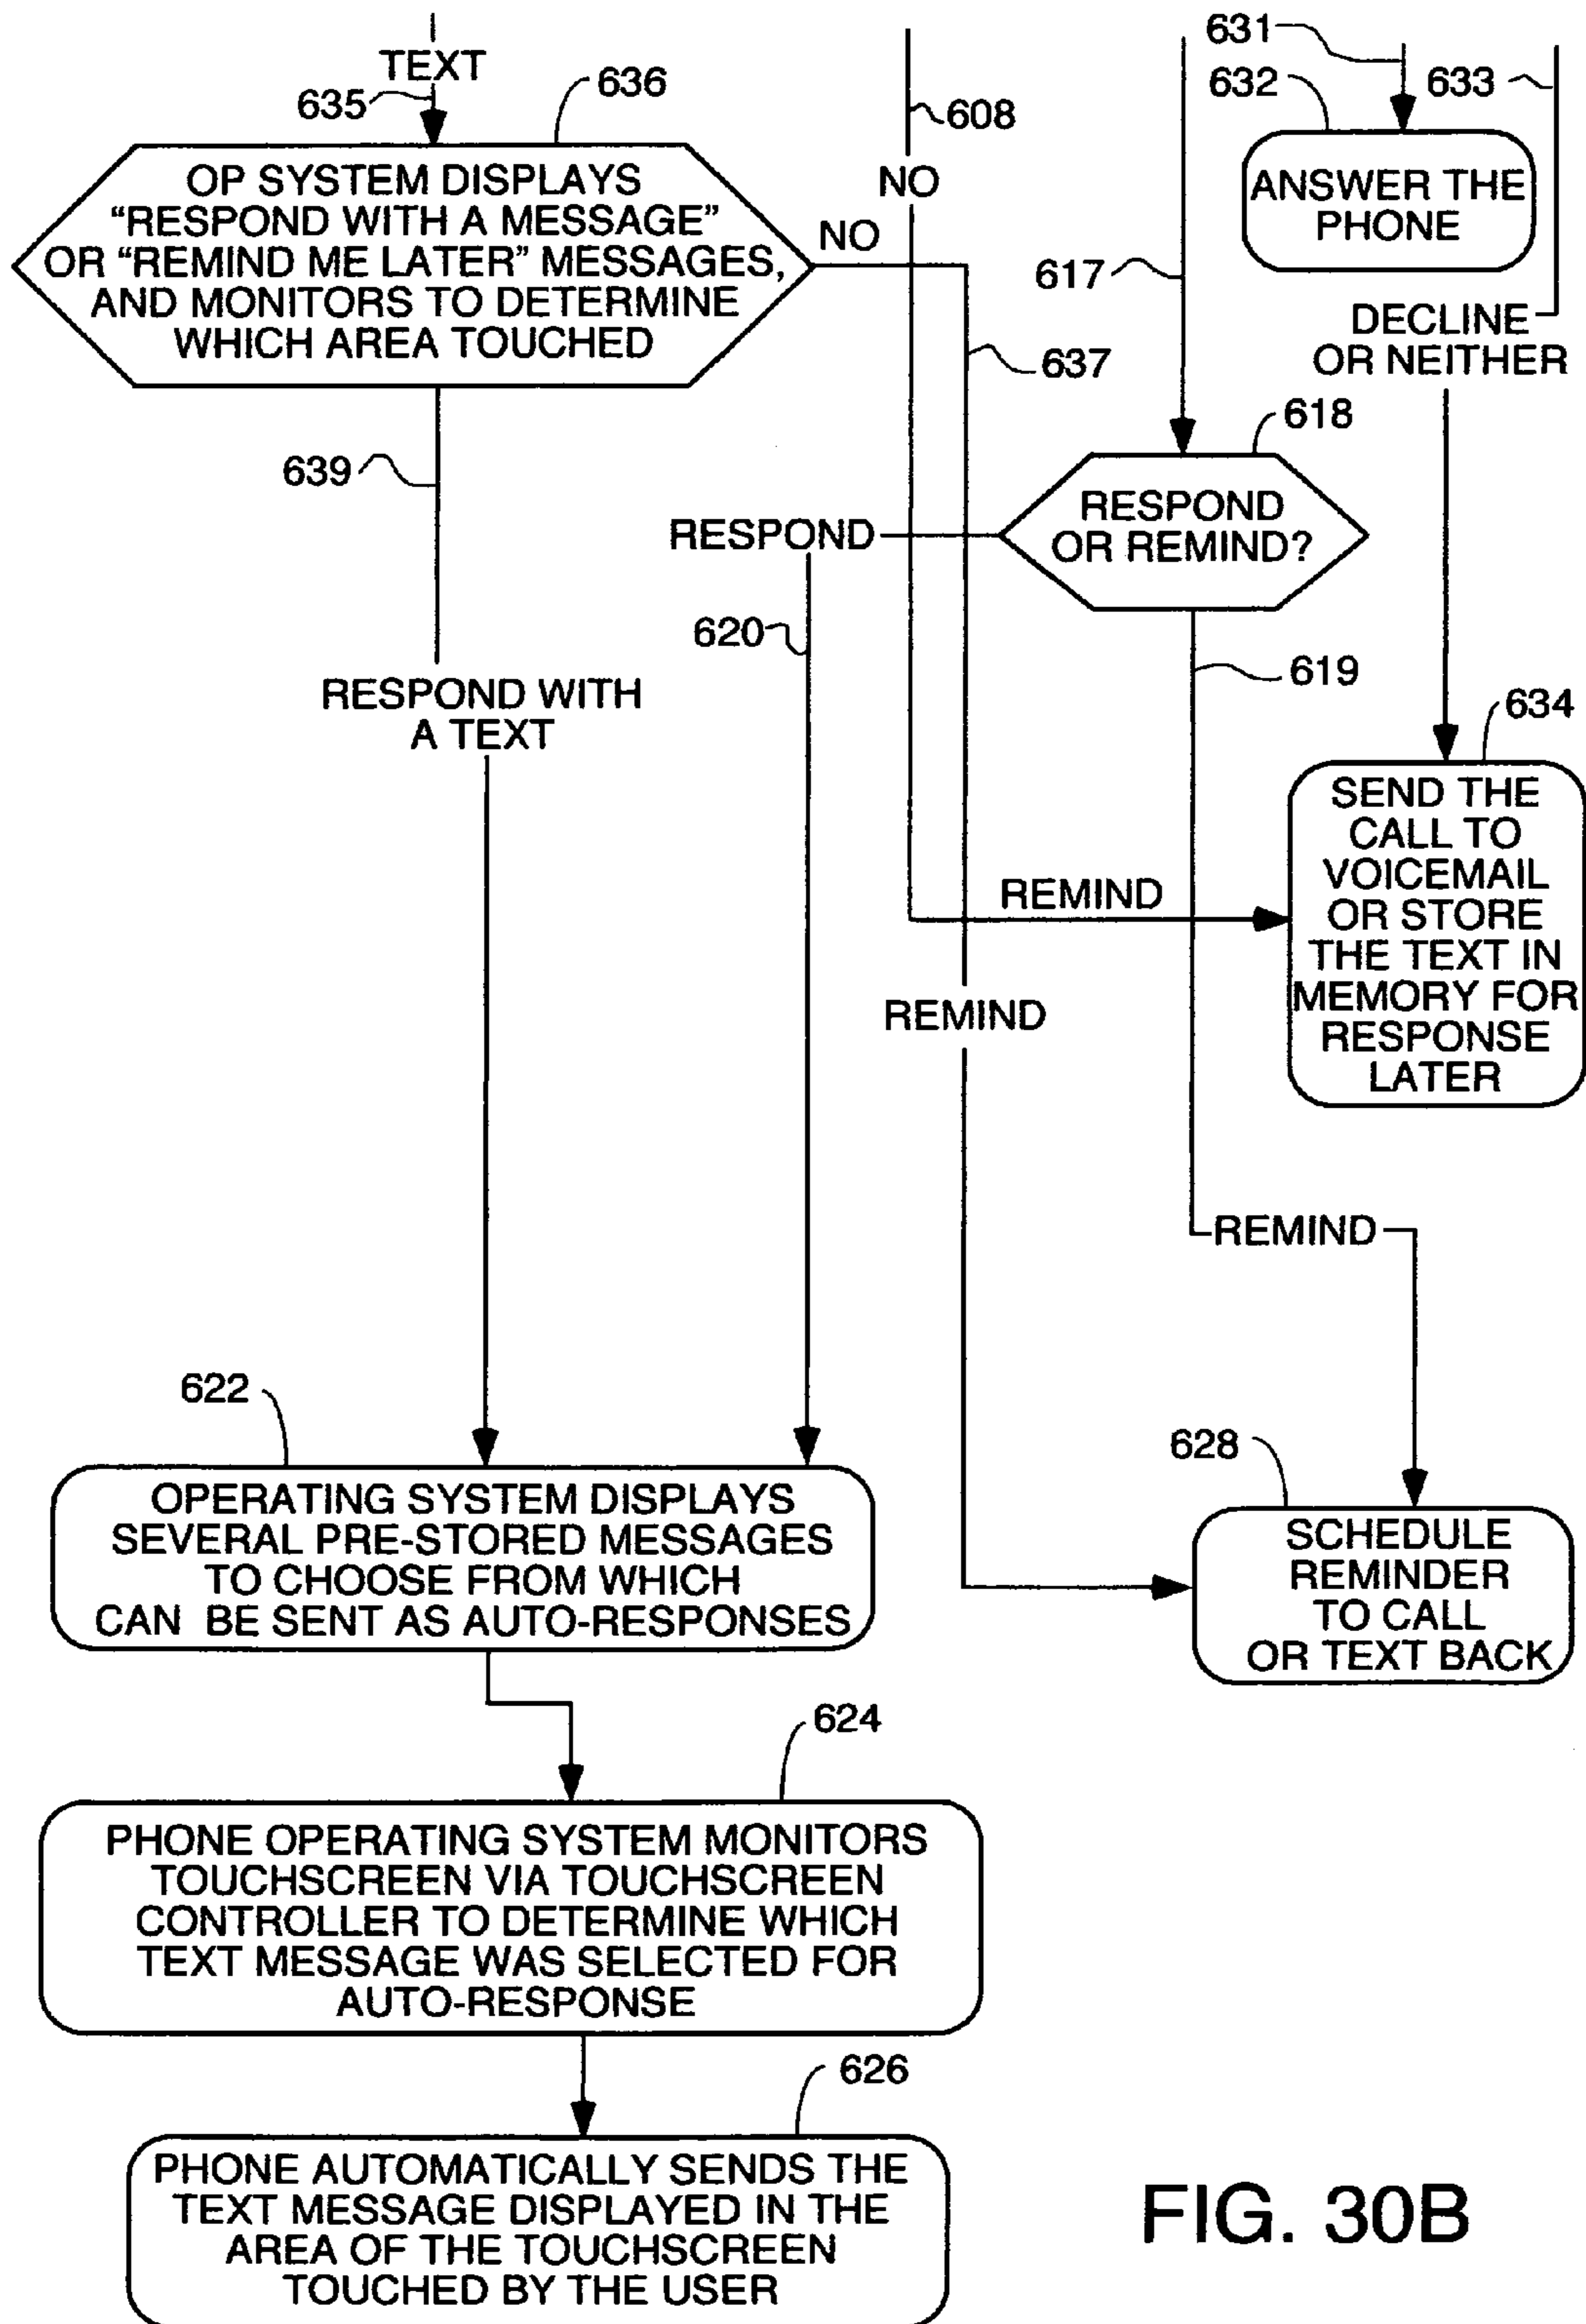 TEXT
635
636
608
631
632
633
OP SYSTEM DISPLAYS
“RESPOND WITH A MESSAGE”
OR “REMIND ME LATER” MESSAGES,
AND MONITORS TO DETERMINE
WHICH AREA TOUCHED
NO
NO
ANSWER THE
PHONE
617
637
DECLINE
OR NEITHER
639
618
RESPOND
RESPOND
OR REMIND?
620
619
RESPOND WITH
A TEXT
634
SEND THE
CALL TO
VOICEMAIL
OR STORE
THE TEXT IN
MEMORY FOR
RESPONSE
LATER
REMIND
REMIND
REMIND
622
628
OPERATING SYSTEM DISPLAYS
SEVERAL PRE-STORED MESSAGES
TO CHOOSE FROM WHICH
CAN BE SENT AS AUTO-RESPONSES
SCHEDULE
REMINDER
TO CALL
OR TEXT BACK
624
PHONE OPERATING SYSTEM MONITORS
TOUCHSCREEN VIA TOUCHSCREEN
CONTROLLER TO DETERMINE WHICH
TEXT MESSAGE WAS SELECTED FOR
AUTO-RESPONSE
626
PHONE AUTOMATICALLY SENDS THE
TEXT MESSAGE DISPLAYED IN THE
AREA OF THE TOUCHSCREEN
TOUCHED BY THE USER
FIG. 30B